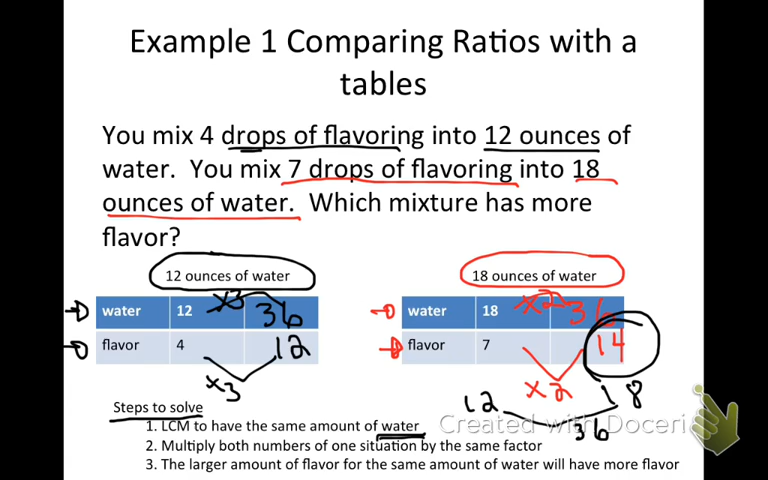 Example 1 Comparing Ratios with a
tables
You mix 4 drops of flavoring into 12 ounces of
water. You mix 7 drops of flavoring into 18
ounces of water. Which mixture has more
flavor?
12 ounces of water
18 ounces of water
water 12 x3 36
flavor 4 12
x3
water 18 x2 36
flavor 7 14
x2
12 18
36
Steps to solve
1. LCM to have the same amount of water
2. Multiply both numbers of one situation by the same factor
3. The larger amount of flavor for the same amount of water will have more flavor
Created with Doceri